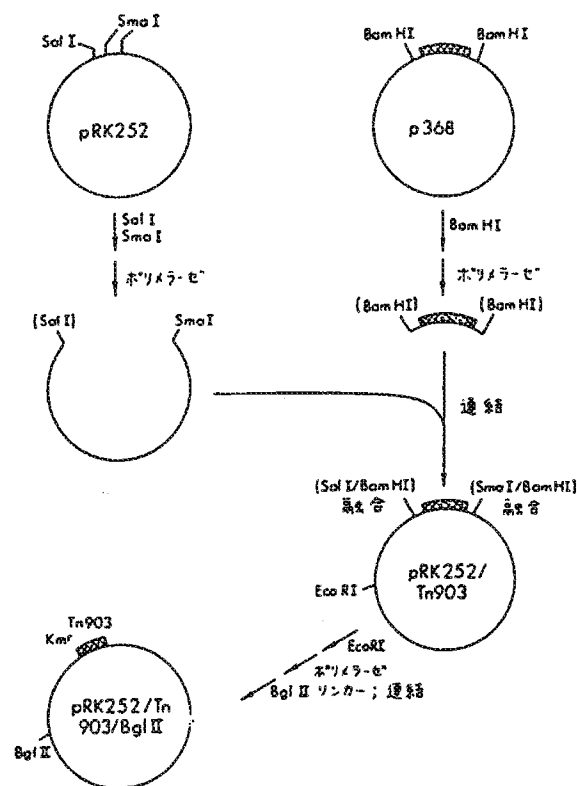 Sma I
Sal I
pRK252
Bam HI
Bam HI
p368
Sal I
Sma I
ポリメラーゼ
Bam HI
ポリメラーゼ
(Sal I)
Sma I
(Bam HI)
(Bam HI)
連結
(Sal I/Bam HI)
融合
(Sma I/Bam HI)
融合
pRK252/
Tn903
Eco RI
EcoRI
ポリメラーゼ
Bgl II リンカー；連結
Tn903
Kmr
pRK252/Tn
903/Bgl II
Bgl II